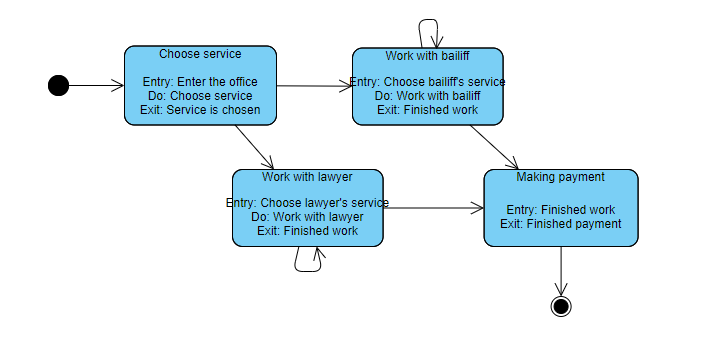 Choose service
Entry: Enter the office
Do: Choose service
Exit: Service is chosen
Work with bailiff
Entry: Choose bailiff's service
Do: Work with bailiff
Exit: Finished work
Work with lawyer
Entry: Choose lawyer's service
Do: Work with lawyer
Exit: Finished work
Making payment
Entry: Finished work
Exit: Finished payment